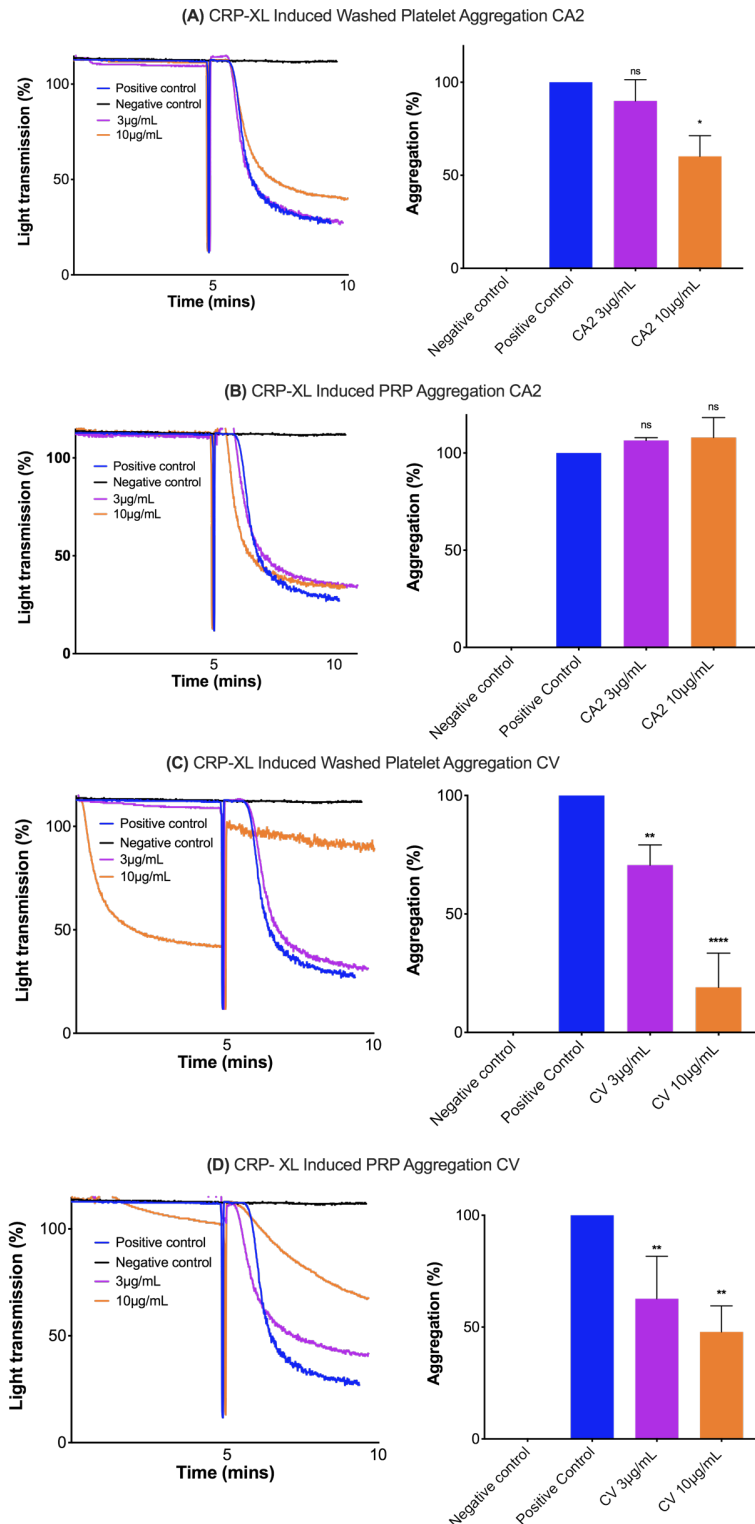 (A) CRP-XL Induced Washed Platelet Aggregation CA2
Light transmission (%)
100
50
0
5
10
Time (mins)
Positive control
Negative control
3µg/mL
10µg/mL
Aggregation (%)
100
50
0
ns
*
Negative control
Positive Control
CA2 3µg/mL
CA2 10µg/mL
(B) CRP-XL Induced PRP Aggregation CA2
Light transmission (%)
100
50
0
5
10
Time (mins)
Positive control
Negative control
3µg/mL
10µg/mL
Aggregation (%)
100
50
0
ns
ns
Negative control
Positive Control
CA2 3µg/mL
CA2 10µg/mL
(C) CRP-XL Induced Washed Platelet Aggregation CV
Light transmission (%)
100
50
0
5
10
Time (mins)
Positive control
Negative control
3µg/mL
10µg/mL
Aggregation (%)
100
50
0
**
****
Negative control
Positive Control
CV 3µg/mL
CV 10µg/mL
(D) CRP- XL Induced PRP Aggregation CV
Light transmission (%)
100
50
0
5
10
Time (mins)
Positive control
Negative control
3µg/mL
10µg/mL
Aggregation (%)
100
50
0
**
**
Negative control
Positive Control
CV 3µg/mL
CV 10µg/mL